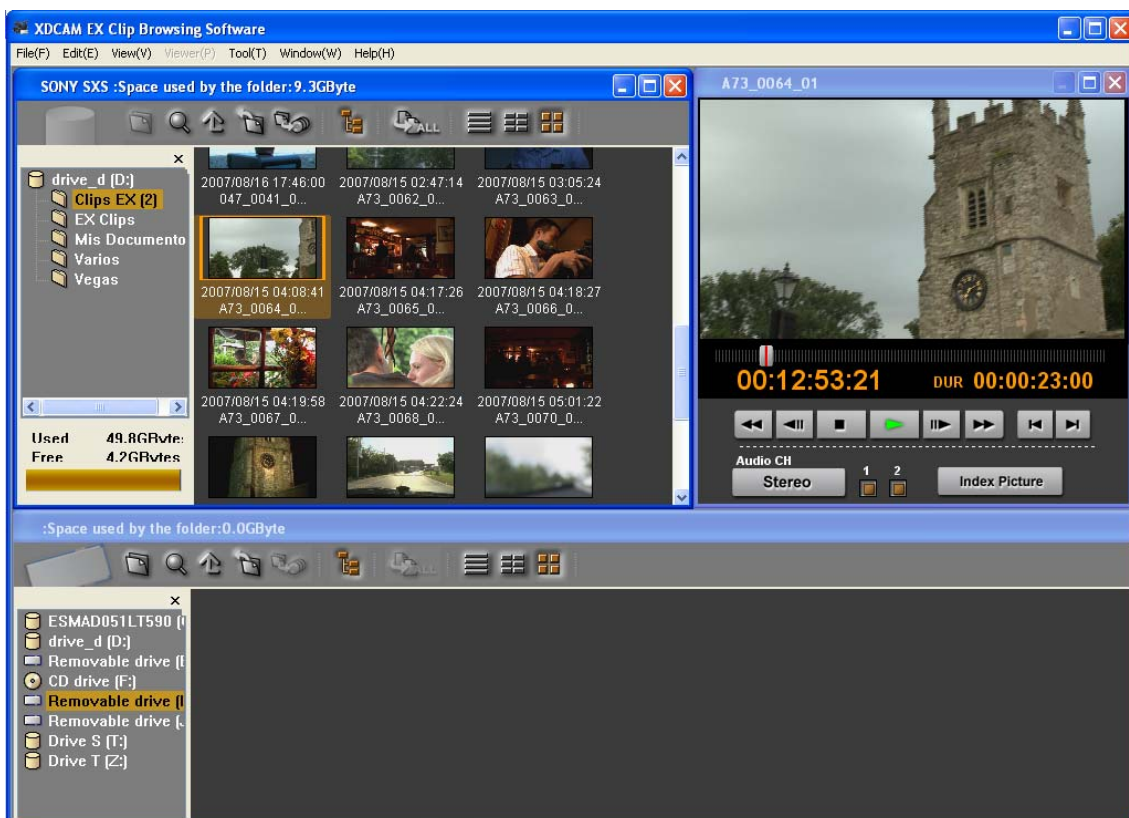 XDCAM EX Clip Browsing Software
File(F) Edit(E) View(V) Viewer(P) Tool(T) Window(W) Help(H)
SONY SXS :Space used by the folder:9.3GByte
ALL
×
drive_d (D:)
Clips EX (2)
EX Clips
Mis Documento
Varios
Vegas
Used 49.8GBytes
Free 4.2GBytes
2007/08/16 17:46:00 2007/08/15 02:47:14 2007/08/15 03:05:24
047_0041_0... A73_0062_0... A73_0063_0...
2007/08/15 04:08:41 2007/08/15 04:17:26 2007/08/15 04:18:27
A73_0064_0... A73_0065_0... A73_0066_0...
2007/08/15 04:19:58 2007/08/15 04:22:24 2007/08/15 05:01:22
A73_0067_0... A73_0068_0... A73_0070_0...
A73_0064_01
00:12:53:21 DUR 00:00:23:00
Audio CH
Stereo
1 2
Index Picture
:Space used by the folder:0.0GByte
ALL
×
ESMAD051LT590 (
drive_d (D:)
Removable drive (
CD drive (F:)
Removable drive (
Removable drive (
Drive S (T:)
Drive T (Z:)